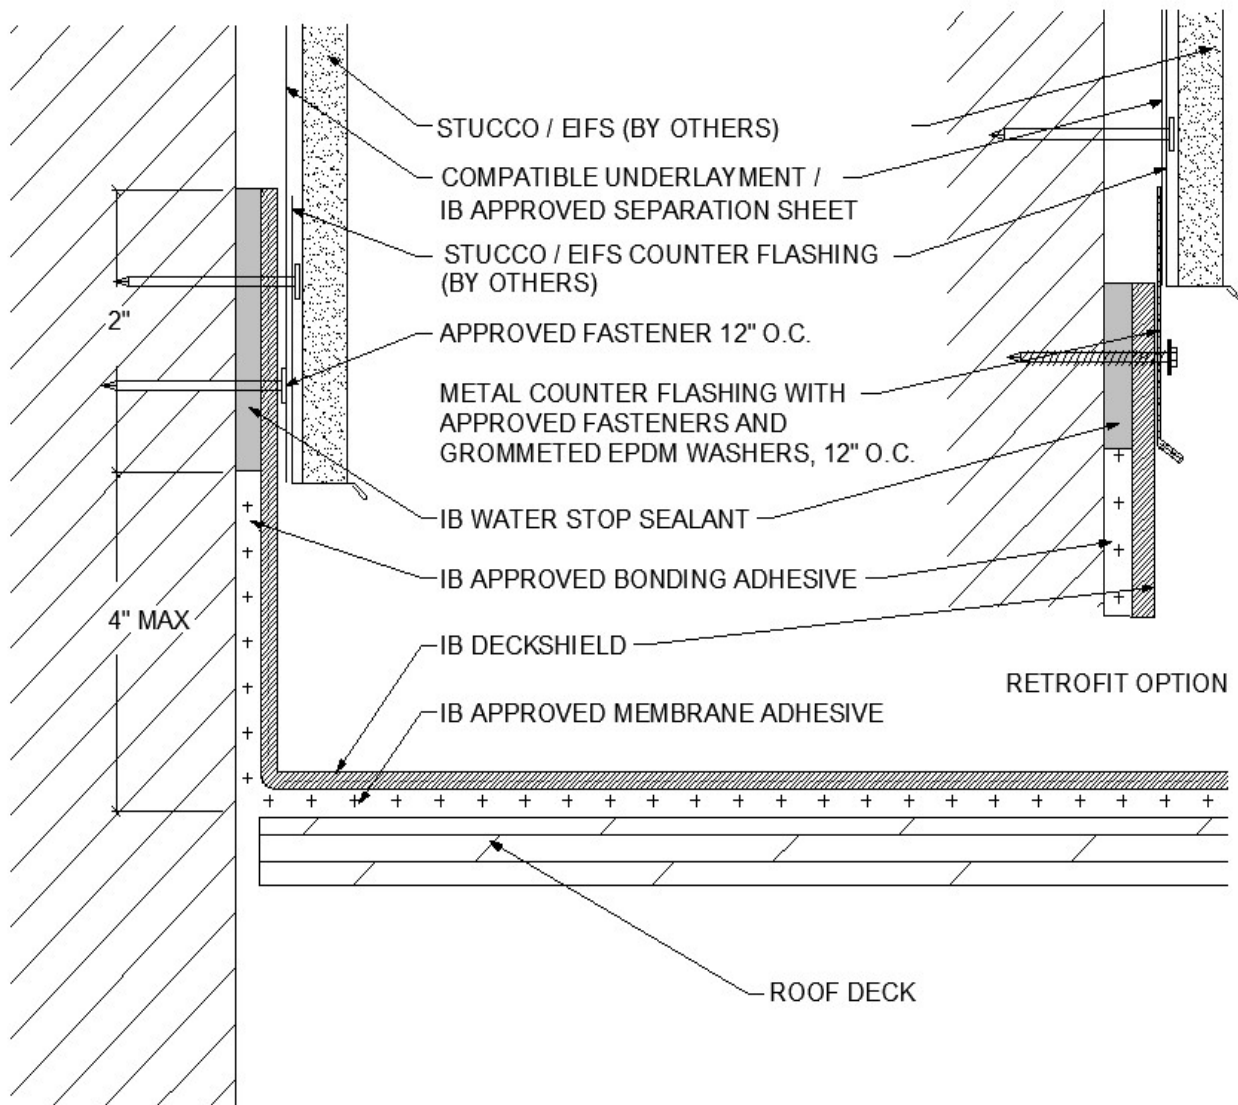 STUCCO / EIFS (BY OTHERS)
COMPATIBLE UNDERLAYMENT /
IB APPROVED SEPARATION SHEET
STUCCO / EIFS COUNTER FLASHING
(BY OTHERS)
2"
APPROVED FASTENER 12" O.C.
METAL COUNTER FLASHING WITH
APPROVED FASTENERS AND
GROMMETED EPDM WASHERS, 12" O.C.
IB WATER STOP SEALANT
IB APPROVED BONDING ADHESIVE
4" MAX
IB DECKSHIELD
RETROFIT OPTION
IB APPROVED MEMBRANE ADHESIVE
ROOF DECK